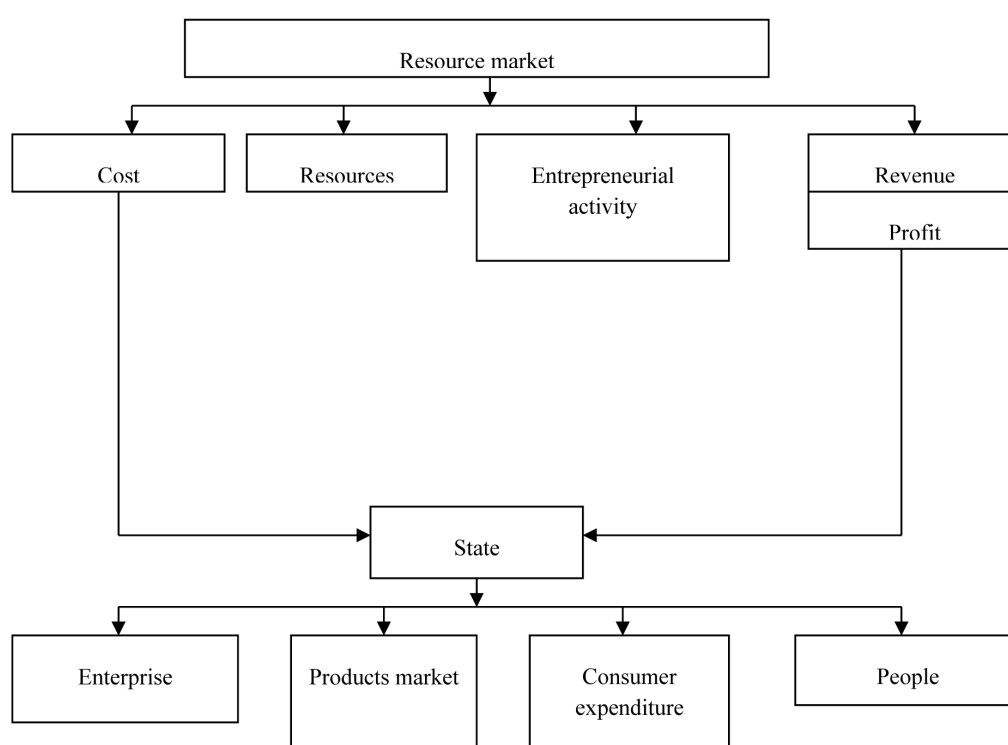 Resource market
Cost
Resources
Entrepreneurial
activity
Revenue
Profit
State
Enterprise
Products market
Consumer
expenditure
People